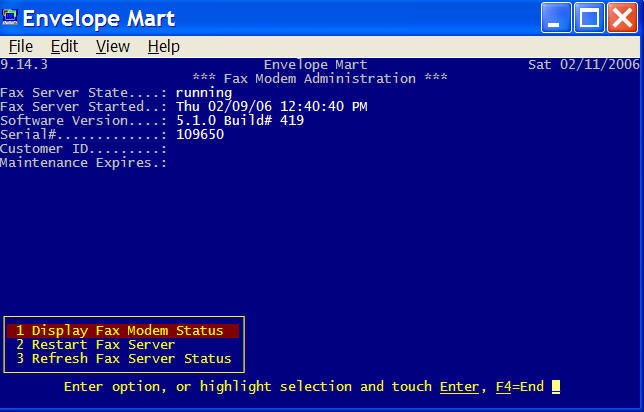 Envelope Mart
File Edit View Help
9.14.3 Envelope Mart Sat 02/11/2006
*** Fax Modem Administration ***
Fax Server State....: running
Fax Server Started..: Thu 02/09/06 12:40:40 PM
Software Version....: 5.1.0 Build# 419
Serial#.............: 109650
Customer ID.........:
Maintenance Expires.:
1 Display Fax Modem Status
2 Restart Fax Server
3 Refresh Fax Server Status
Enter option, or highlight selection and touch Enter, F4=End